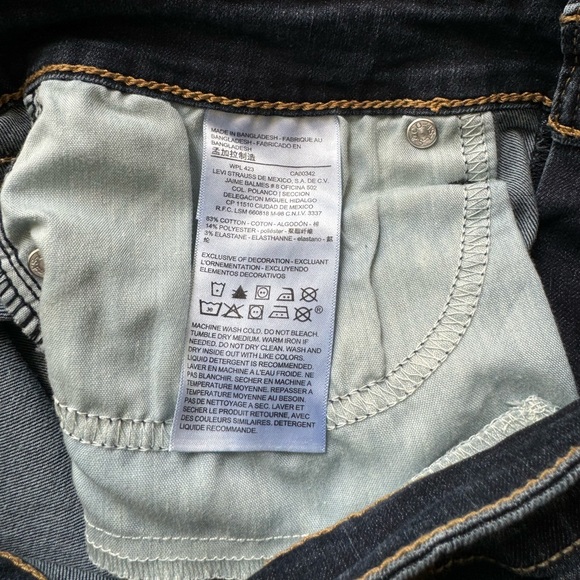 MADE IN BANGLADESH - FABRIQUE AU
BANGLADESH - FABRICADO EN
BANGLADESH
孟加拉制造
WPL 423 CA00342
LEVI STRAUSS DE MEXICO, S.A. DE C.V.
JAIME BALMES # 8 OFICINA 502
COL. POLANCO | SECCION
DELEGACION MIGUEL HIDALGO
CP 11510 CIUDAD DE MEXICO
R.F.C. LSM 660818 M-98 C.N.I.V. 3337
83% COTTON - COTON - ALGODÓN - 棉
14% POLYESTER - poliéster - 聚酯纤维
3% ELASTANE - ELASTHANNE - elastano - 氨
纶
EXCLUSIVE OF DECORATION - EXCLUANT
L'ORNEMENTATION - EXCLUYENDO
ELEMENTOS DECORATIVOS
MACHINE WASH COLD. DO NOT BLEACH.
TUMBLE DRY MEDIUM. WARM IRON IF
NEEDED. DO NOT DRY CLEAN. WASH AND
DRY INSIDE OUT WITH LIKE COLORS.
LIQUID DETERGENT IS RECOMMENDED.
LAVER EN MACHINE A L'EAU FROIDE. NE
PAS BLANCHIR. SECHER EN MACHINE A
TEMPERATURE MOYENNE. REPASSER A
TEMPERATURE MOYENNE AU BESOIN.
PAS DE NETTOYAGE A SEC. LAVER ET
SECHER LE PRODUIT RETOURNE, AVEC
DES COULEURS SIMILAIRES. DETERGENT
LIQUIDE RECOMMANDE.